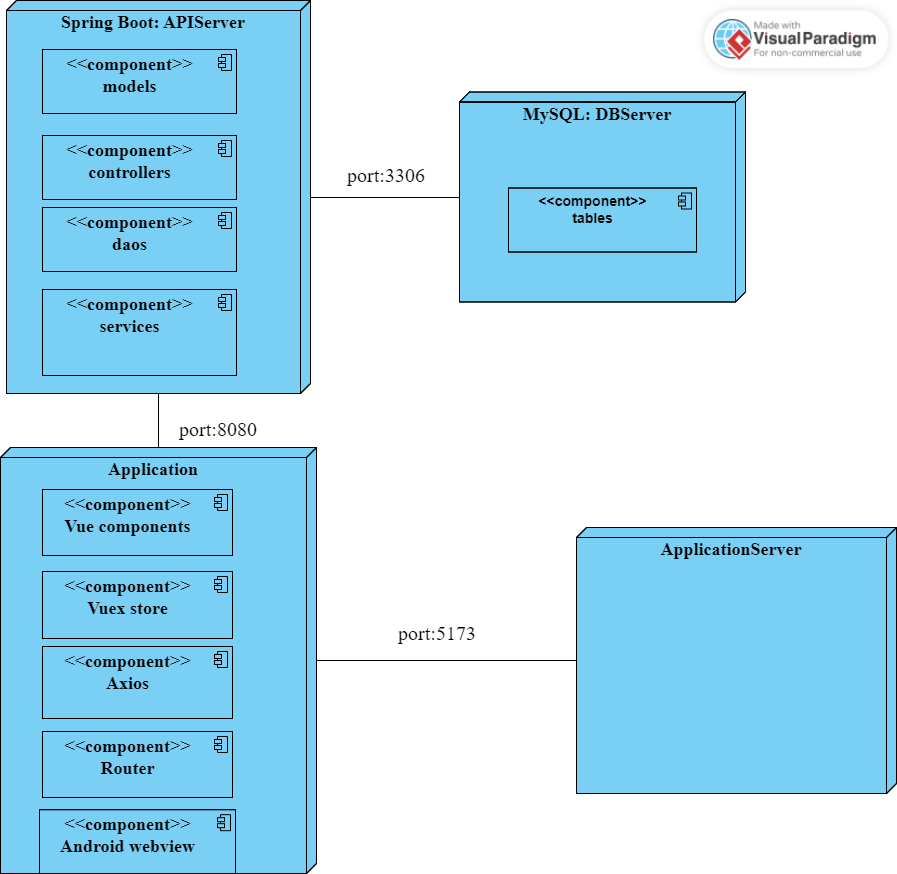 Spring Boot: APIServer
<<component>>
models
<<component>>
controllers
<<component>>
daos
<<component>>
services
Made with
Visual Paradigm
For non-commercial use
MySQL: DBServer
<<component>>
tables
port:3306
port:8080
Application
<<component>>
Vue components
<<component>>
Vuex store
<<component>>
Axios
<<component>>
Router
<<component>>
Android webview
port:5173
ApplicationServer